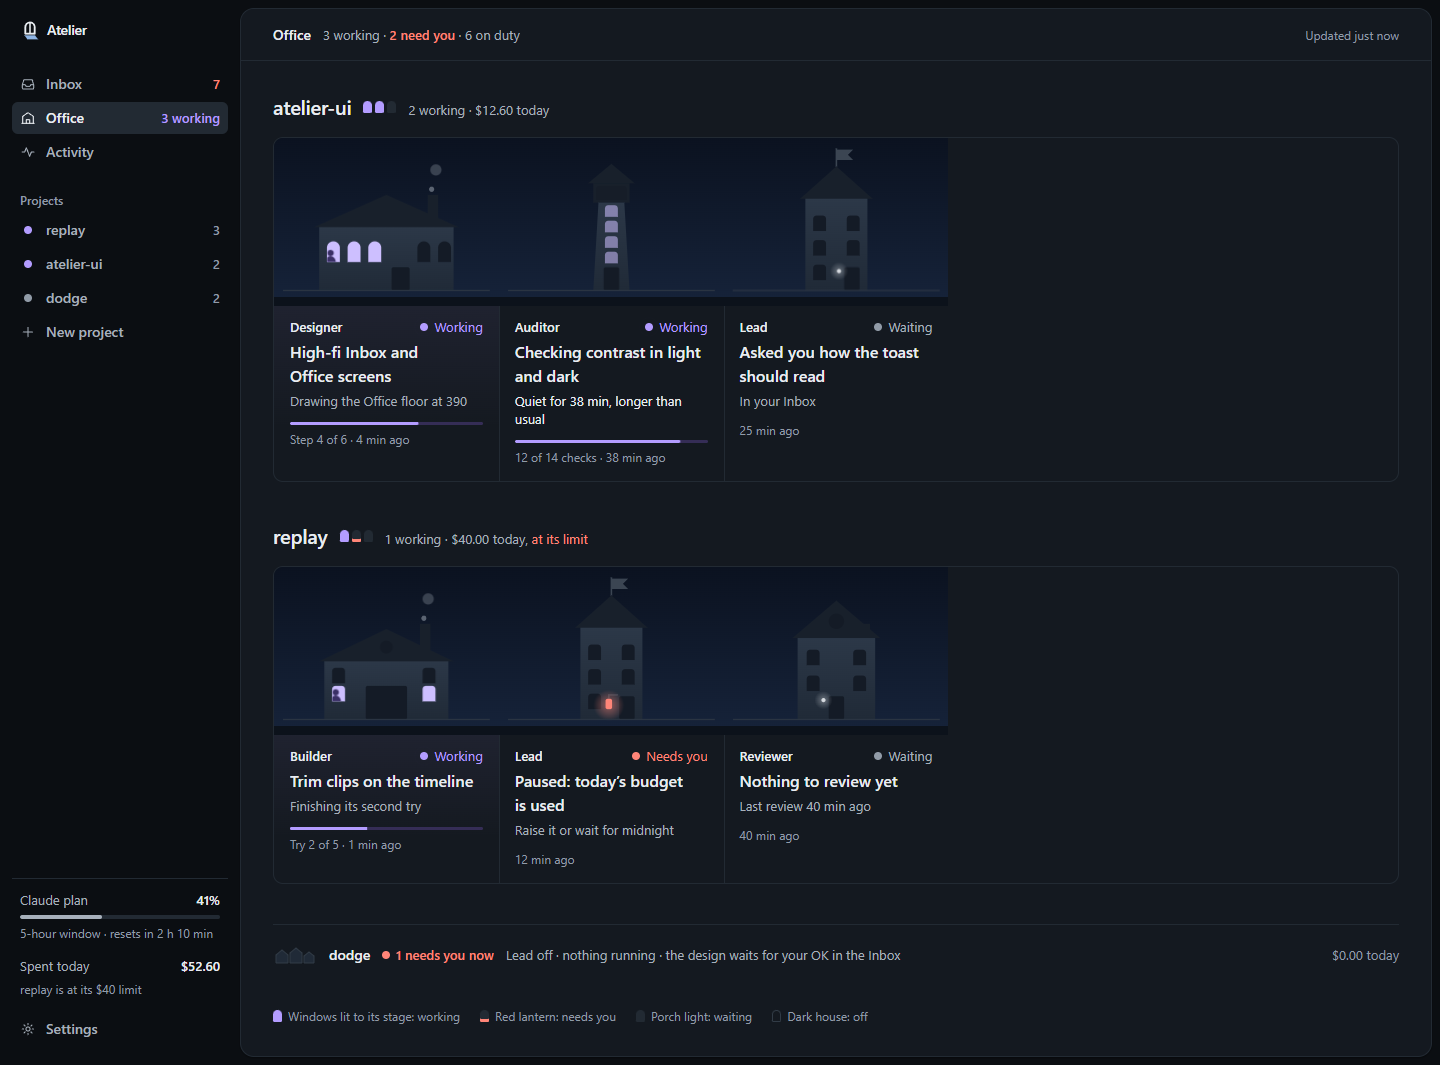 Atelier
Inbox 7
Office 3 working
Activity
Projects
replay 3
atelier-ui 2
dodge 2
New project
Claude plan 41%
5-hour window · resets in 2 h 10 min
Spent today $52.60
replay is at its $40 limit
Settings
Office 3 working · 2 need you · 6 on duty
Updated just now
atelier-ui 2 working · $12.60 today
Designer Working
High-fi Inbox and
Office screens
Drawing the Office floor at 390
Step 4 of 6 · 4 min ago
Auditor Working
Checking contrast in light
and dark
Quiet for 38 min, longer than
usual
12 of 14 checks · 38 min ago
Lead Waiting
Asked you how the toast
should read
In your Inbox
25 min ago
replay 1 working · $40.00 today, at its limit
Builder Working
Trim clips on the timeline
Finishing its second try
Try 2 of 5 · 1 min ago
Lead Needs you
Paused: today’s budget
is used
Raise it or wait for midnight
12 min ago
Reviewer Waiting
Nothing to review yet
Last review 40 min ago
40 min ago
dodge 1 needs you now Lead off · nothing running · the design waits for your OK in the Inbox $0.00 today
Windows lit to its stage: working Red lantern: needs you Porch light: waiting Dark house: off